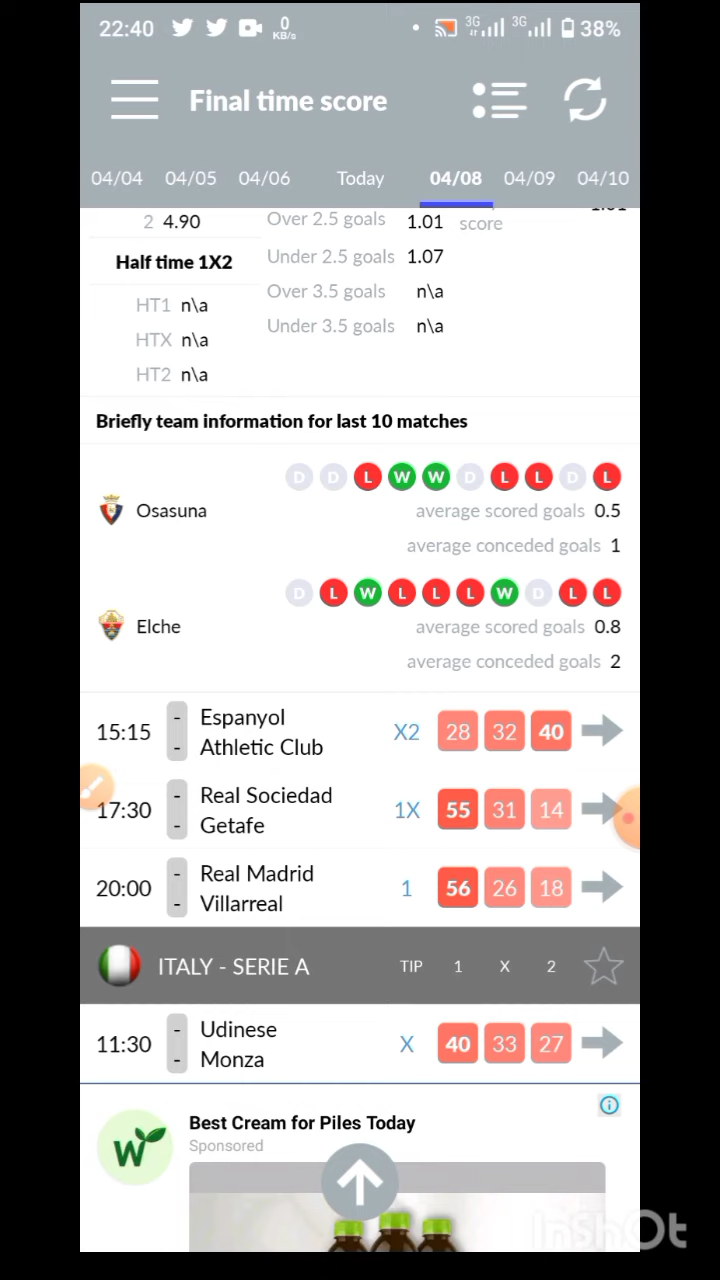 22:40 0 KB/s 3G 3G 38%
Final time score
04/04 04/05 04/06 Today 04/08 04/09 04/10
2 4.90 Over 2.5 goals 1.01 score
Half time 1X2 Under 2.5 goals 1.07
Over 3.5 goals n\a
HT1 n\a
Under 3.5 goals n\a
HTX n\a
HT2 n\a
Briefly team information for last 10 matches
D D L W W D L L D L
Osasuna average scored goals 0.5
average conceded goals 1
D L W L L L W D L L
Elche average scored goals 0.8
average conceded goals 2
15:15 - Espanyol X2 28 32 40
- Athletic Club
17:30 - Real Sociedad 1X 55 31 14
- Getafe
20:00 - Real Madrid 1 56 26 18
- Villarreal
ITALY - SERIE A TIP 1 X 2
11:30 - Udinese X 40 33 27
- Monza
Best Cream for Piles Today
Sponsored
W
InShOt